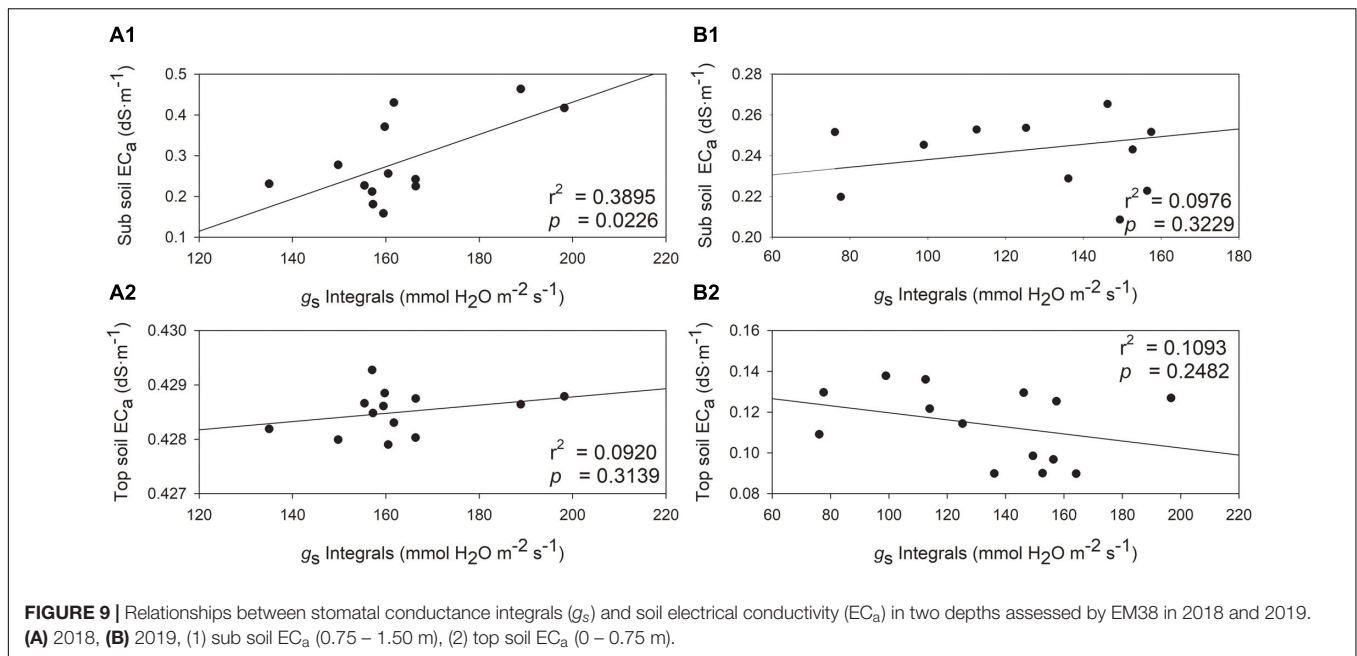 A1
Sub soil ECa (dS·m-1)
0.5
0.4
0.3
0.2
0.1
r2 = 0.3895
p = 0.0226
120 140 160 180 200 220
gs Integrals (mmol H2O m-2 s-1)
B1
Sub soil ECa (dS·m-1)
0.28
0.26
0.24
0.22
0.20
r2 = 0.0976
p = 0.3229
60 80 100 120 140 160 180
gs Integrals (mmol H2O m-2 s-1)
A2
Top soil ECa (dS·m-1)
0.430
0.429
0.428
0.427
r2 = 0.0920
p = 0.3139
120 140 160 180 200 220
gs Integrals (mmol H2O m-2 s-1)
B2
Top soil ECa (dS·m-1)
0.16
0.14
0.12
0.10
0.08
r2 = 0.1093
p = 0.2482
60 80 100 120 140 160 180 200 220
gs Integrals (mmol H2O m-2 s-1)
FIGURE 9 | Relationships between stomatal conductance integrals (gs) and soil electrical conductivity (ECa) in two depths assessed by EM38 in 2018 and 2019.
(A) 2018, (B) 2019, (1) sub soil ECa (0.75 – 1.50 m), (2) top soil ECa (0 – 0.75 m).